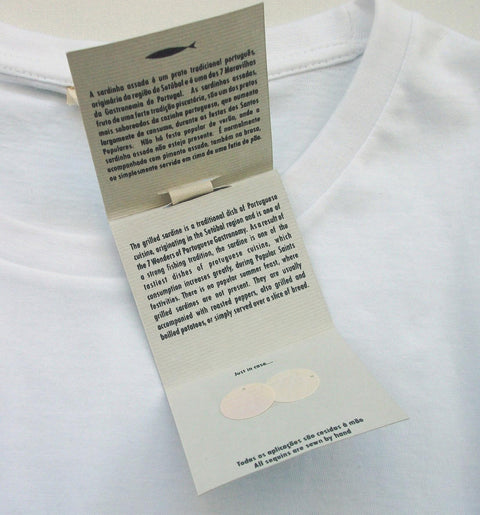 A sardinha assada é um prato tradicional português,
originário da região de Setúbal e é uma das 7 Maravilhas
da Gastronomia de Portugal. As sardinhas assadas,
fruto de uma forte tradição piscatória, são um dos pratos
mais saboreados da cozinha portuguesa, que aumenta
largamente de consumo, durante as festas dos Santos
Populares. Não há festa popular de verão, onde a
sardinha assada não esteja presente. É normalmente
acompanhada com pimento assado, também na brasa,
ou simplesmente servida em cima de uma fatia de pão.
The grilled sardine is a traditional dish of Portuguese
cuisine, originating in the Setúbal region and is one of
the 7 Wonders of Portuguese Gastronomy. As a result of
a strong fishing tradition, the sardine is one of the
tastiest dishes of protuguese cuisine, which
consumption increases greatly, during Popular Saints
festivities. There is no popular summer feast, where
grilled sardines are not present. They are usually
accompanied with roasted peppers, also grilled and
boilled potatoes, or simply served over a slice of bread.
Just in case....
Todas as aplicações são cosidas à mão
All sequins are sewn by hand